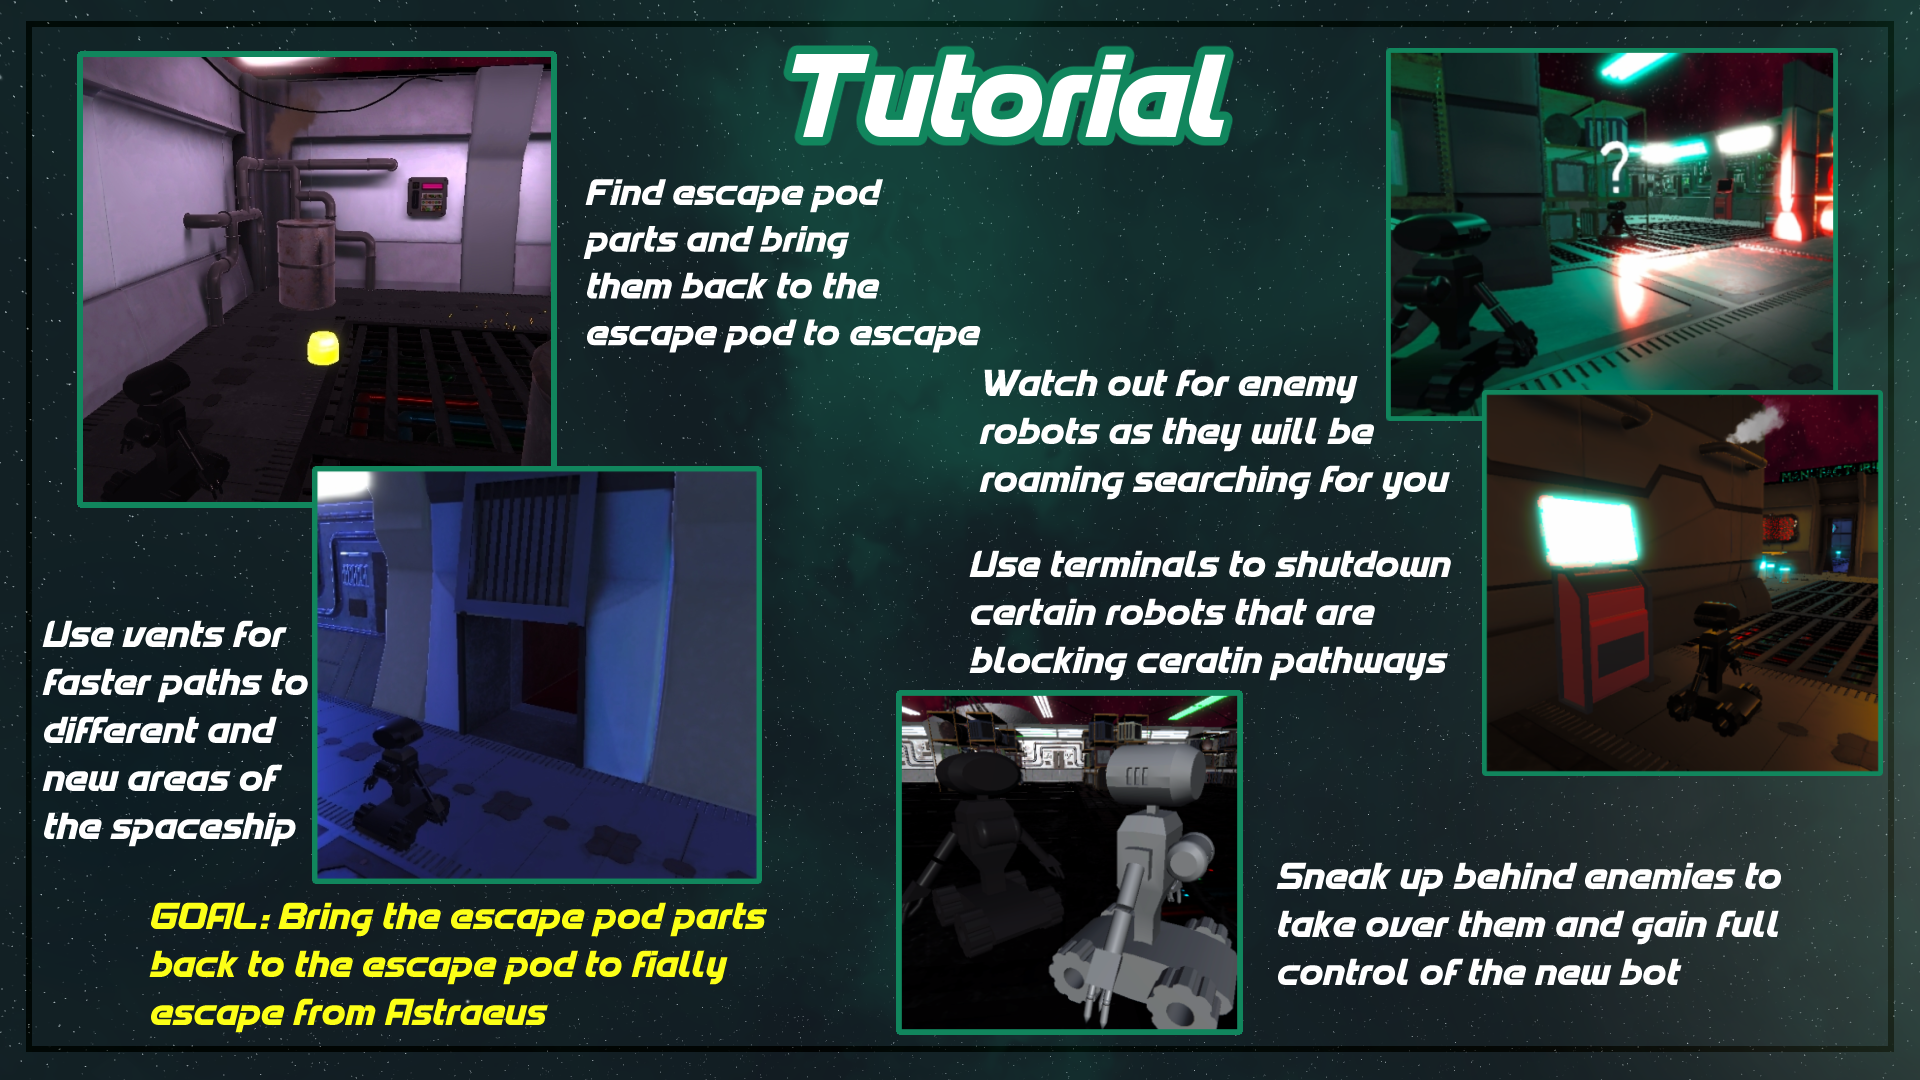 Tutorial
Find escape pod
parts and bring
them back to the
escape pod to escape
?
Watch out for enemy
robots as they will be
roaming searching for you
Use terminals to shutdown
certain robots that are
blocking ceratin pathways
Use vents for
faster paths to
different and
new areas of
the spaceship
Sneak up behind enemies to
take over them and gain full
control of the new bot
GOAL: Bring the escape pod parts
back to the escape pod to fially
escape from Astraeus